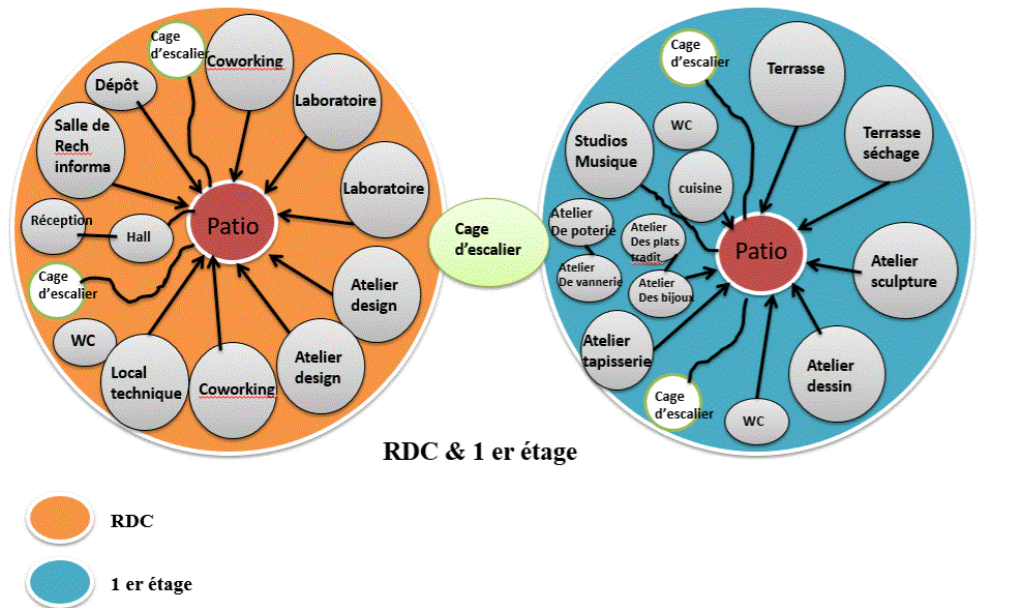 Cage
d'escalier
Coworking
Dépôt
Laboratoire
Salle de
Rech
informa
Laboratoire
Réception
Hall
Patio
Cage
d'escalier
Atelier
design
WC
Local
technique
Coworking
Atelier
design
Cage
d'escalier
Cage
d'escalier
Terrasse
WC
Terrasse
séchage
Studios
Musique
cuisine
Atelier
De poterie
Atelier
Des plats
tradit
Patio
Atelier
De vannerie
Atelier
Des bijoux
Atelier
sculpture
Atelier
tapisserie
Atelier
dessin
Cage
d'escalier
WC
RDC & 1 er étage
RDC
1 er étage